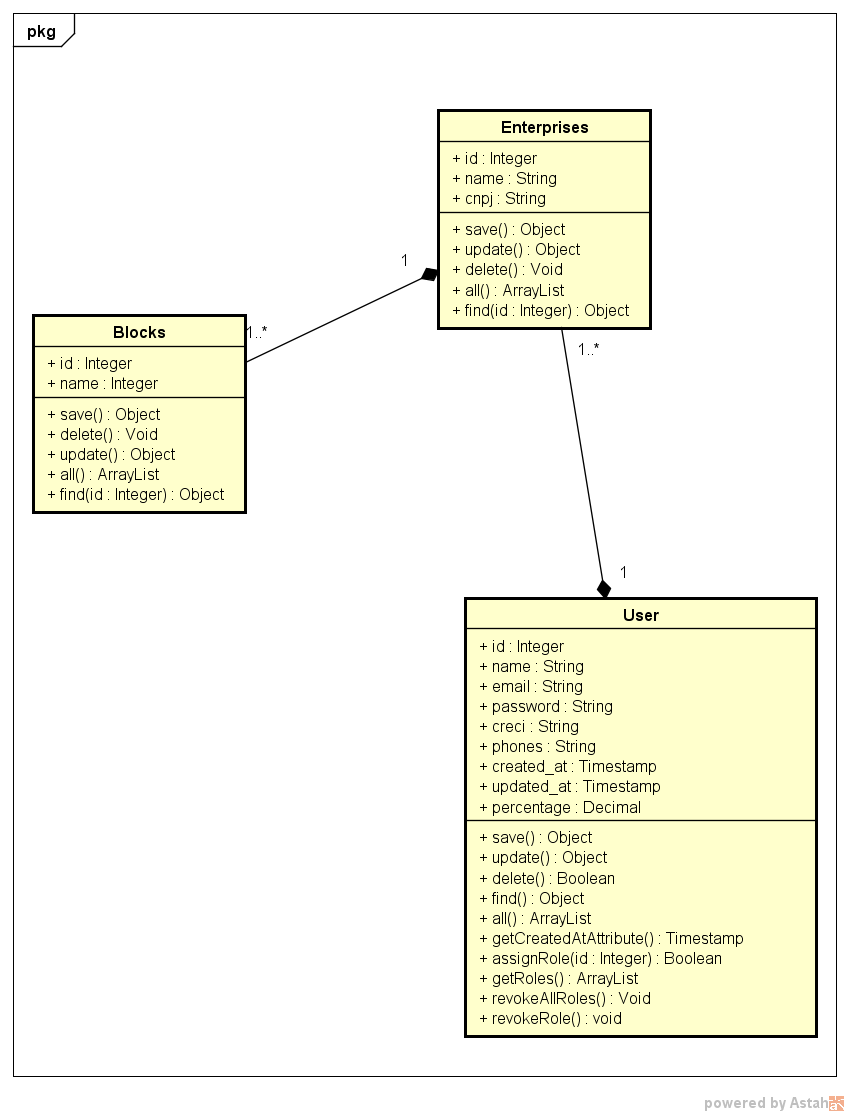 pkg
Enterprises
+ id : Integer
+ name : String
+ cnpj : String
+ save() : Object
+ update() : Object
+ delete() : Void
+ all() : ArrayList
+ find(id : Integer) : Object
1
1..*
Blocks
+ id : Integer
+ name : Integer
+ save() : Object
+ delete() : Void
+ update() : Object
+ all() : ArrayList
+ find(id : Integer) : Object
1..*
1
User
+ id : Integer
+ name : String
+ email : String
+ password : String
+ creci : String
+ phones : String
+ created_at : Timestamp
+ updated_at : Timestamp
+ percentage : Decimal
+ save() : Object
+ update() : Object
+ delete() : Boolean
+ find() : Object
+ all() : ArrayList
+ getCreatedAtAttribute() : Timestamp
+ assignRole(id : Integer) : Boolean
+ getRoles() : ArrayList
+ revokeAllRoles() : Void
+ revokeRole() : void
powered by Astah